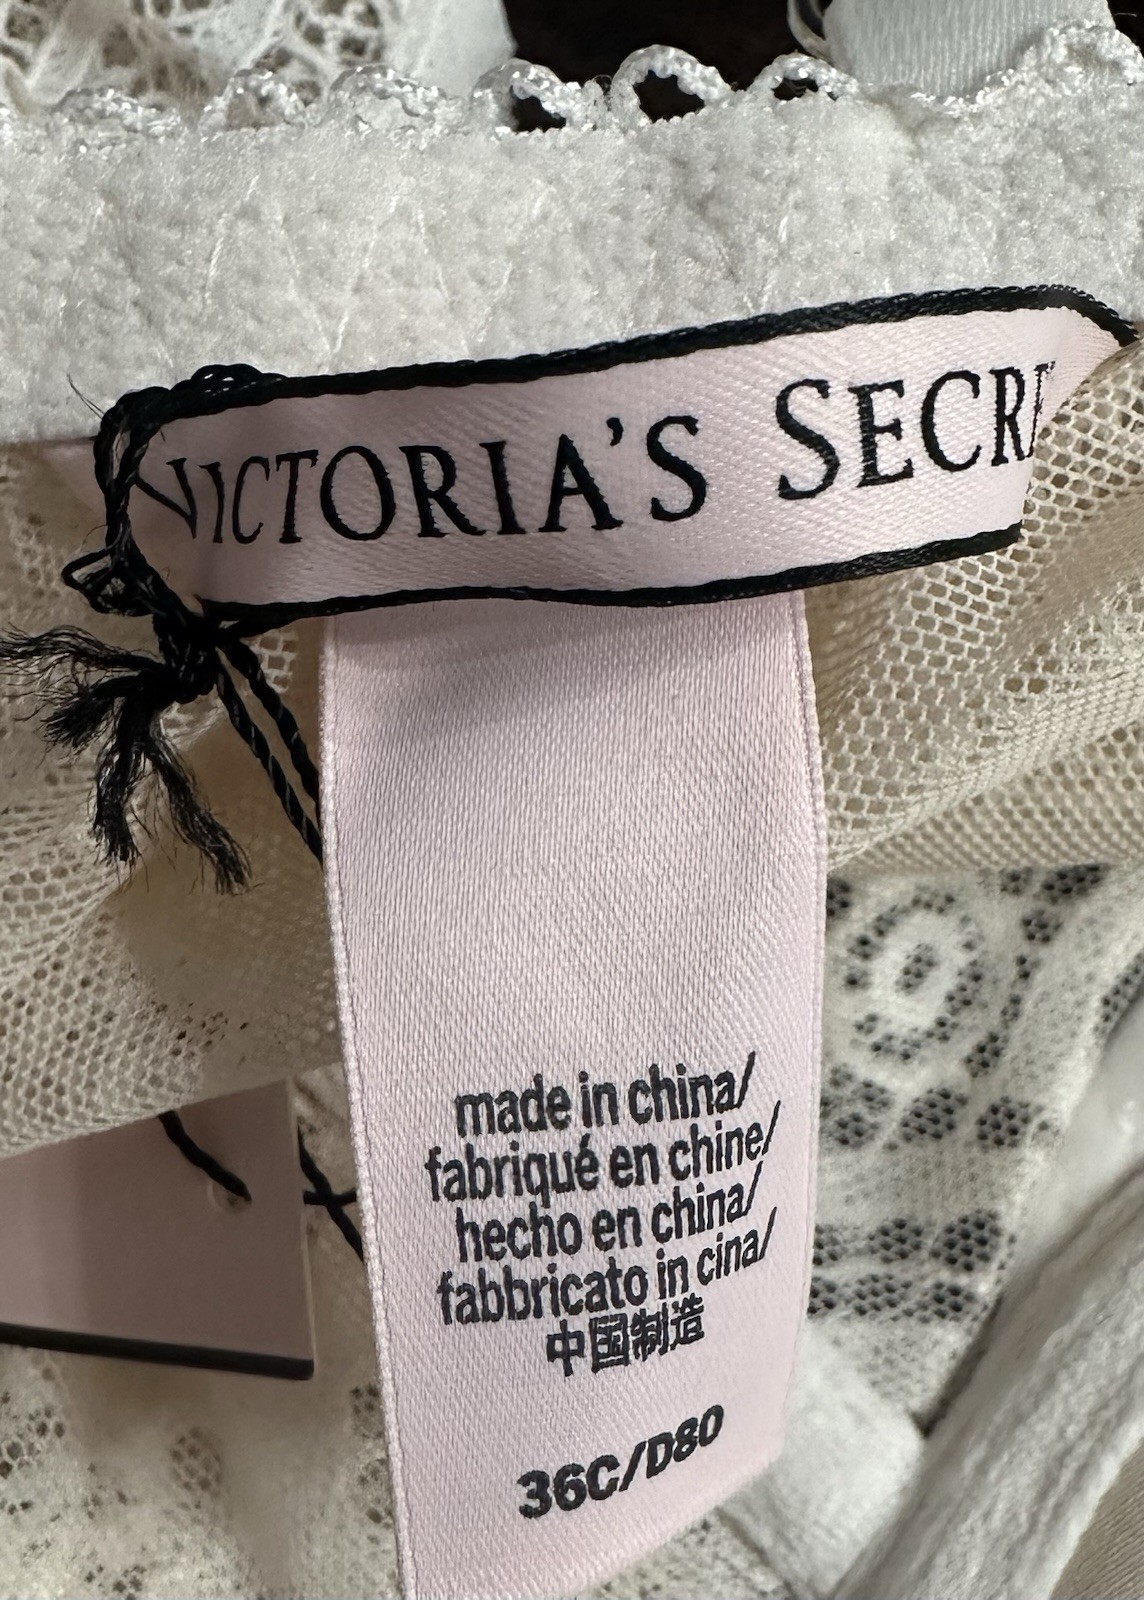 VICTORIA'S SECRE
made in china/
fabriqué en chine/
hecho en china/
fabbricato in cina/
中国制造
36C/D80